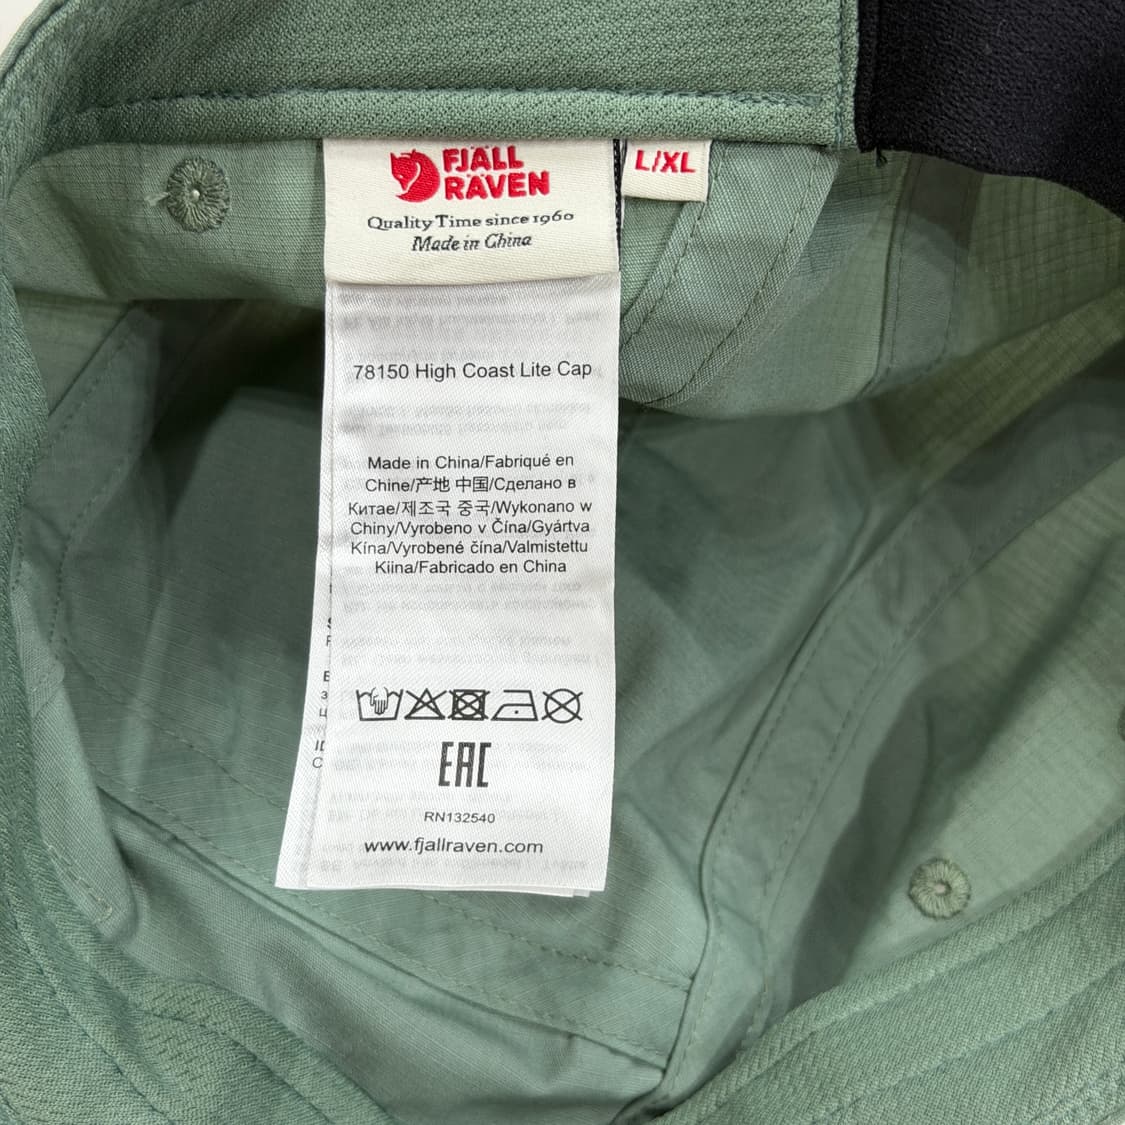 FJÄLL
RÄVEN
Quality Time since 1960
Made in China
L/XL
78150 High Coast Lite Cap
Made in China/Fabriqué en
Chine/产地 中国/Сделано в
Китае/제조국 중국/Wykonano w
Chiny/Vyrobeno v Čína/Gyártva
Kína/Vyrobené čína/Valmistettu
Kiina/Fabricado en China
EAC
RN132540
www.fjallraven.com